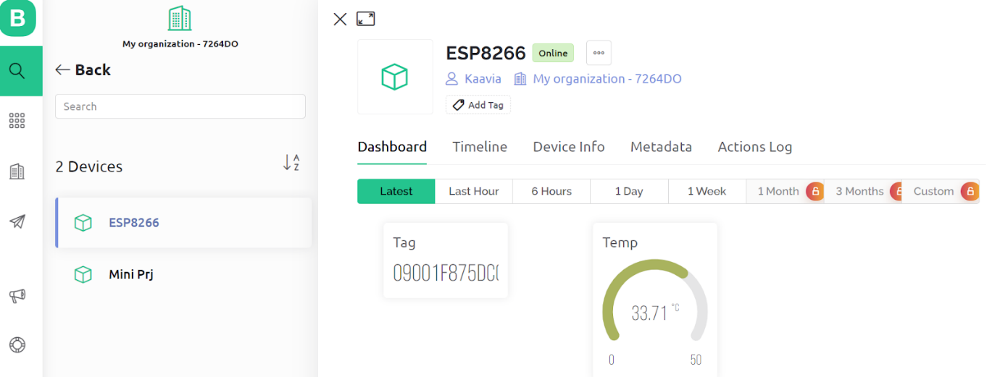 B
My organization - 7264DO
← Back
Search
2 Devices
A
Z
ESP8266
Mini Prj
ESP8266 Online
Kaavia My organization - 7264DO
Add Tag
Dashboard Timeline Device Info Metadata Actions Log
Latest Last Hour 6 Hours 1 Day 1 Week 1 Month 3 Months Custom
Tag
09001F875DC
Temp
33.71 °C
0 50